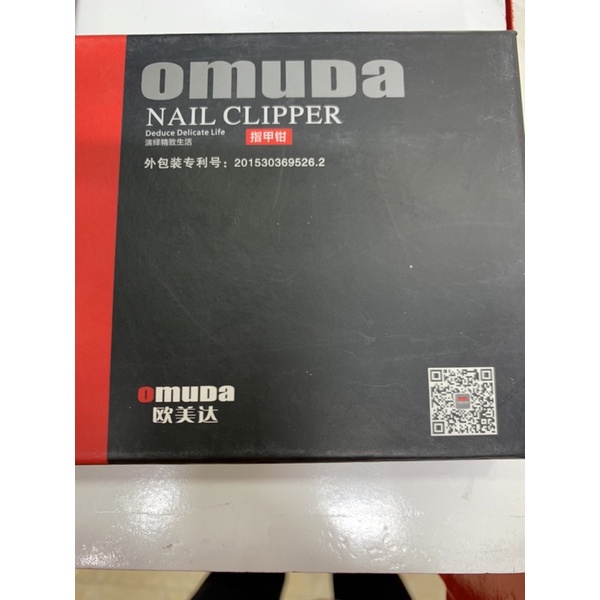 omuDa
NAIL CLIPPER
Deduce Delicate Life
演绎精致生活
指甲钳
外包装专利号：201530369526.2
omuDa
欧美达